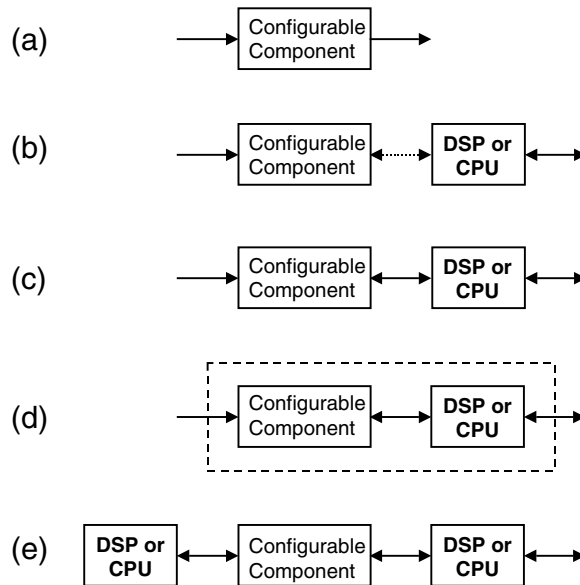 (a)
Configurable
Component
(b)
Configurable
Component
DSP or
CPU
(c)
Configurable
Component
DSP or
CPU
(d)
Configurable
Component
DSP or
CPU
(e)
DSP or
CPU
Configurable
Component
DSP or
CPU